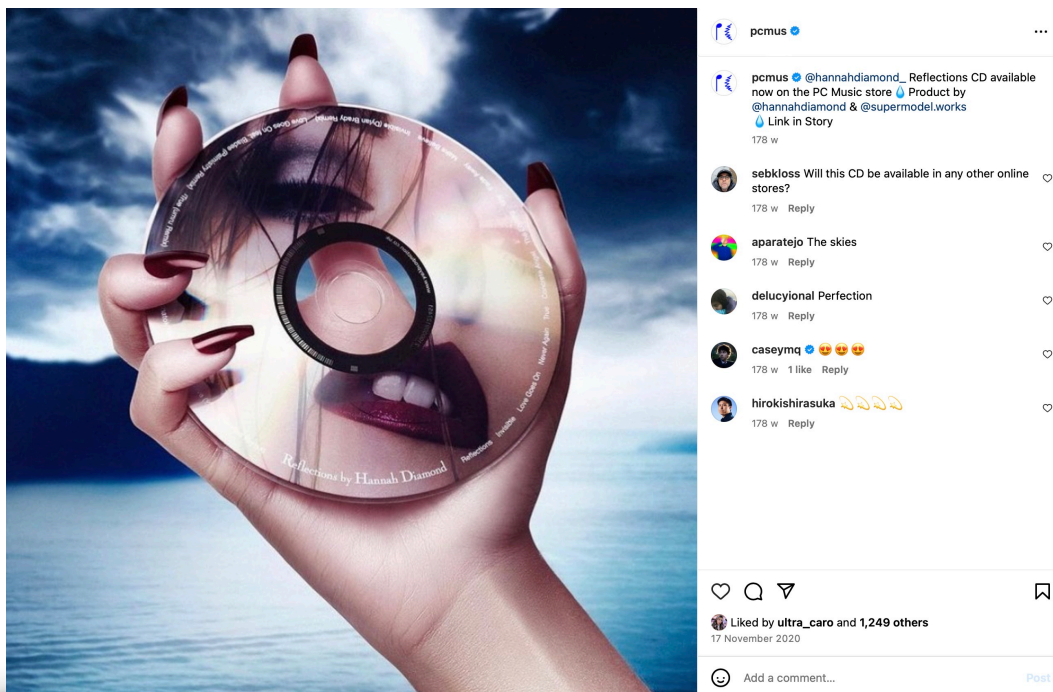 pcmus
pcmus @hannahdiamond_ Reflections CD available
now on the PC Music store 💧 Product by
@hannahdiamond & @supermodel.works
💧 Link in Story
178 w
sebkloss Will this CD be available in any other online
stores?
178 w Reply
aparatejo The skies
178 w Reply
delucyional Perfection
178 w Reply
caseymq 😍 😍 😍
178 w 1 like Reply
hirokishirasuka 💫 💫 💫 💫
178 w Reply
Liked by ultra_caro and 1,249 others
17 November 2020
Add a comment...
Post
Reflections by Hannah Diamond
Reflections Invisible Love Goes On Never Again True